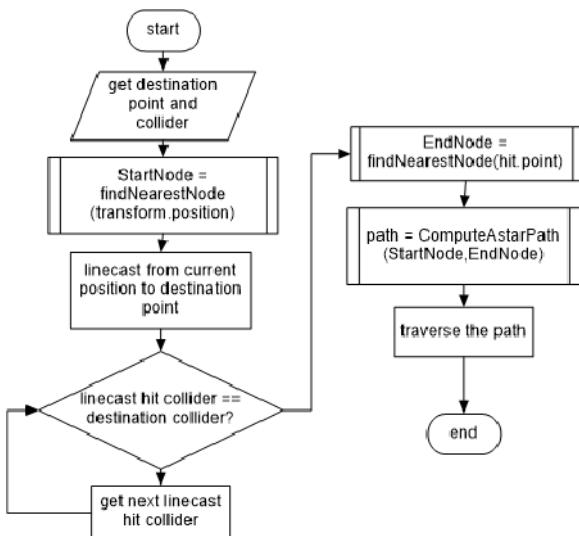 start
get destination
point and
collider
StartNode =
findNearestNode
(transform.position)
linecast from current
position to destination
point
linecast hit collider ==
destination collider?
get next linecast
hit collider
EndNode =
findNearestNode(hit.point)
path = ComputeAstarPath
(StartNode,EndNode)
traverse the path
end